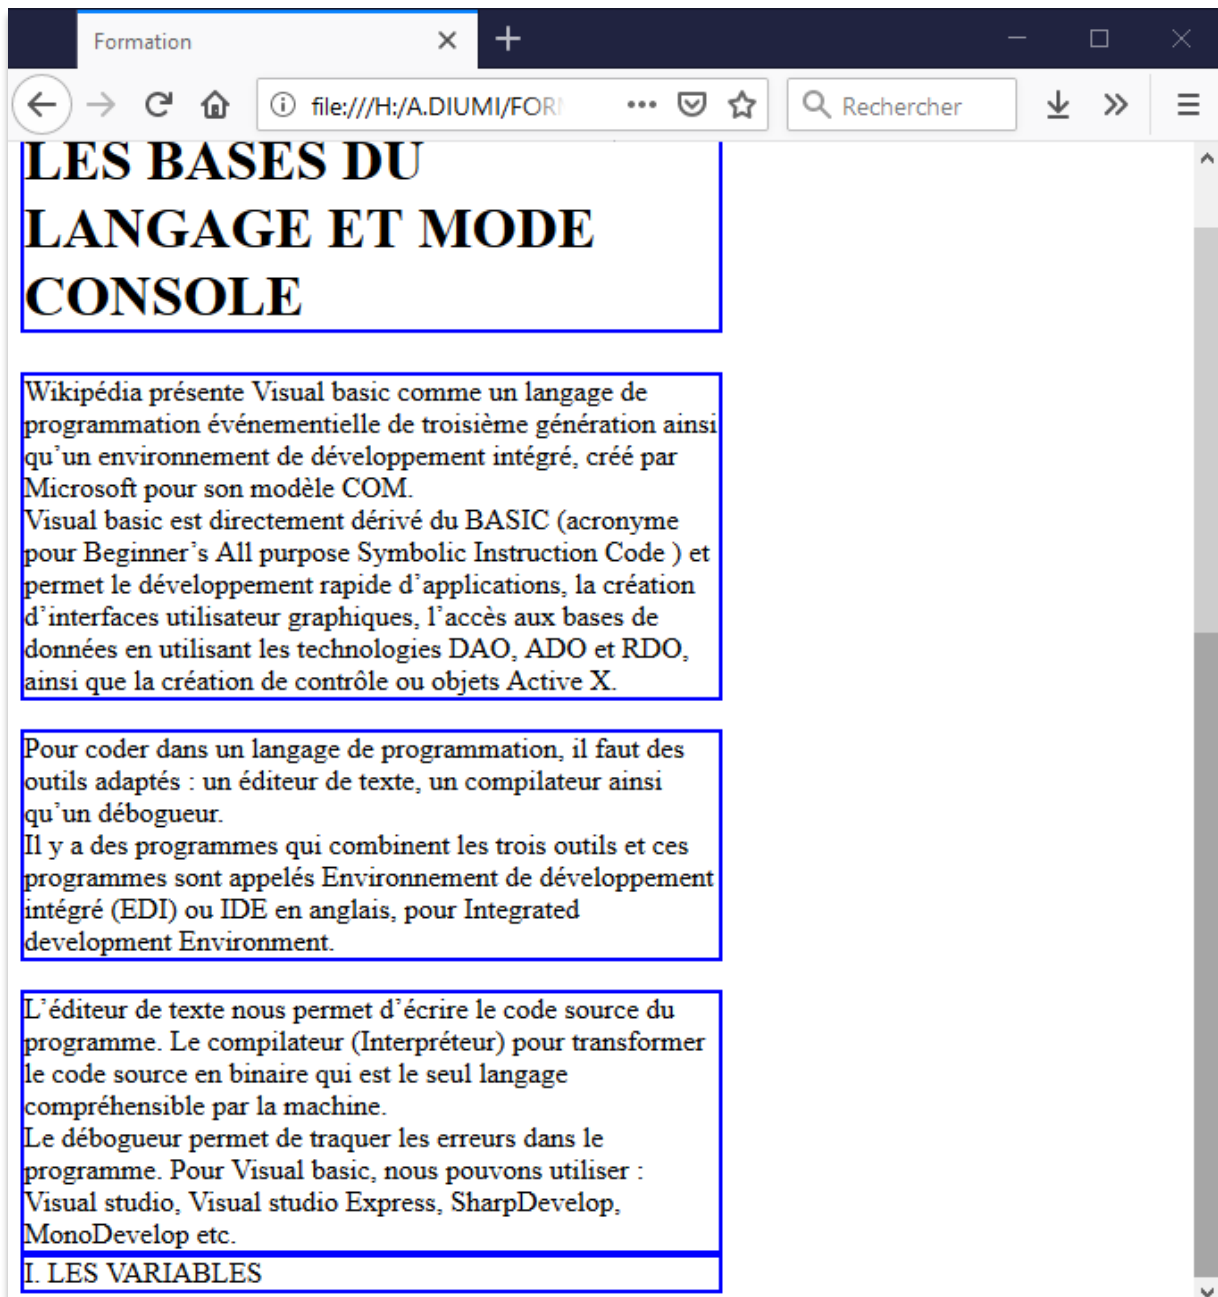 Formation
file:///H:/A.DIUMI/FOR
Rechercher
LES BASES DU
LANGAGE ET MODE
CONSOLE
Wikipédia présente Visual basic comme un langage de
programmation événementielle de troisième génération ainsi
qu’un environnement de développement intégré, créé par
Microsoft pour son modèle COM.
Visual basic est directement dérivé du BASIC (acronyme
pour Beginner’s All purpose Symbolic Instruction Code ) et
permet le développement rapide d’applications, la création
d’interfaces utilisateur graphiques, l’accès aux bases de
données en utilisant les technologies DAO, ADO et RDO,
ainsi que la création de contrôle ou objets Active X.
Pour coder dans un langage de programmation, il faut des
outils adaptés : un éditeur de texte, un compilateur ainsi
qu’un débogueur.
Il y a des programmes qui combinent les trois outils et ces
programmes sont appelés Environnement de développement
intégré (EDI) ou IDE en anglais, pour Integrated
development Environment.
L’éditeur de texte nous permet d’écrire le code source du
programme. Le compilateur (Interpréteur) pour transformer
le code source en binaire qui est le seul langage
compréhensible par la machine.
Le débogueur permet de traquer les erreurs dans le
programme. Pour Visual basic, nous pouvons utiliser :
Visual studio, Visual studio Express, SharpDevelop,
MonoDevelop etc.
I. LES VARIABLES